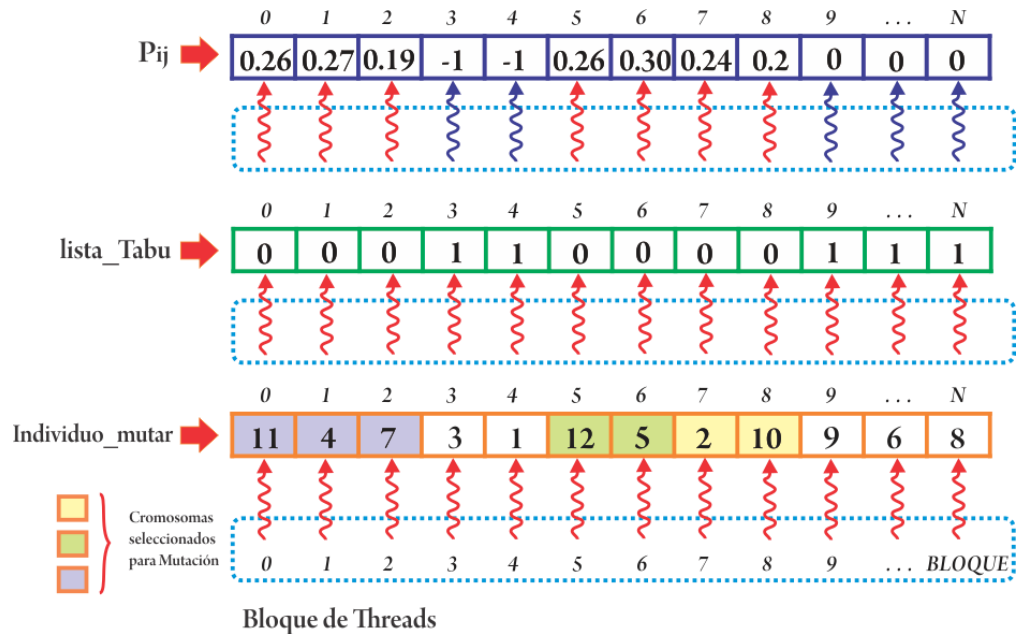 0 1 2 3 4 5 6 7 8 9 ... N
Pij 0.26 0.27 0.19 -1 -1 0.26 0.30 0.24 0.2 0 0 0
0 1 2 3 4 5 6 7 8 9 ... N
lista_Tabu 0 0 0 1 1 0 0 0 0 1 1 1
0 1 2 3 4 5 6 7 8 9 ... N
Individuo_mutar 11 4 7 3 1 12 5 2 10 9 6 8
Cromosomas
seleccionados
para Mutación
0 1 2 3 4 5 6 7 8 9 ... BLOQUE
Bloque de Threads